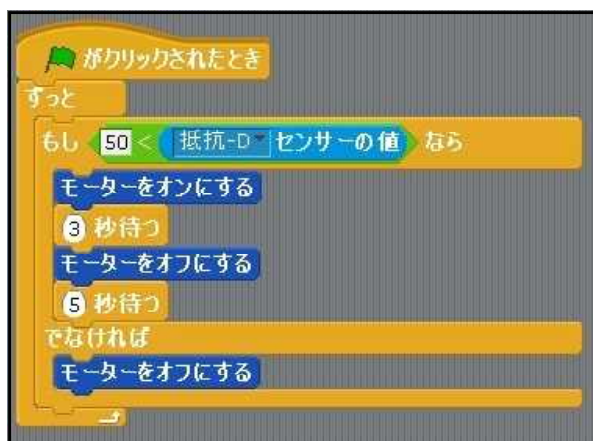 がクリックされたとき
ずっと
もし 50 < 抵抗-D センサーの値 なら
モーターをオンにする
3 秒待つ
モーターをオフにする
5 秒待つ
でなければ
モーターをオフにする